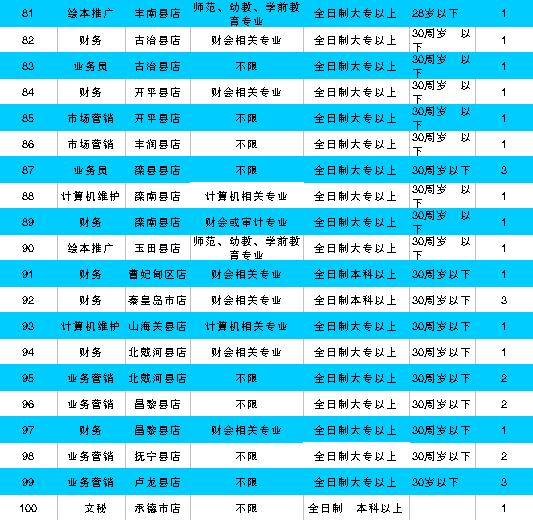 81 绘本推广 丰南县店 师范、幼教、学前教育专业 全日制大专以上 28岁以下 1
82 财务 古冶县店 财会相关专业 全日制大专以上 30周岁 以下 1
83 业务员 古冶县店 不限 全日制大专以上 30周岁 以下 1
84 财务 开平县店 财会相关专业 全日制大专以上 30周岁 以下 1
85 市场营销 开平县店 不限 全日制大专以上 30周岁 以下 1
86 市场营销 丰润县店 不限 全日制大专以上 30周岁 以下 1
87 业务员 滦县县店 不限 全日制大专以上 30周岁以下 3
88 计算机维护 滦南县店 计算机相关专业 全日制大专以上 30周岁 以下 1
89 财务 滦南县店 财会或审计专业 全日制大专以上 30周岁 以下 1
90 绘本推广 玉田县店 师范、幼教、学前教育专业 全日制大专以上 30周岁 以下 1
91 财务 曹妃甸区店 财会相关专业 全日制本科以上 30周岁以下 1
92 财务 秦皇岛市店 财会相关专业 全日制本科以上 30周岁以下 3
93 计算机维护 山海关县店 计算机相关专业 全日制大专以上 30周岁以下 1
94 财务 北戴河县店 财会相关专业 全日制大专以上 30周岁以下 1
95 业务营销 北戴河县店 不限 全日制大专以上 30周岁以下 2
96 业务营销 昌黎县店 不限 全日制大专以上 30周岁以下 2
97 财务 昌黎县店 财会相关专业 全日制大专以上 30周岁以下 1
98 业务营销 抚宁县店 不限 全日制大专以上 30周岁以下 2
99 业务营销 卢龙县店 不限 全日制大专以上 30岁以下 3
100 文秘 承德市店 不限 全日制 本科以上 1